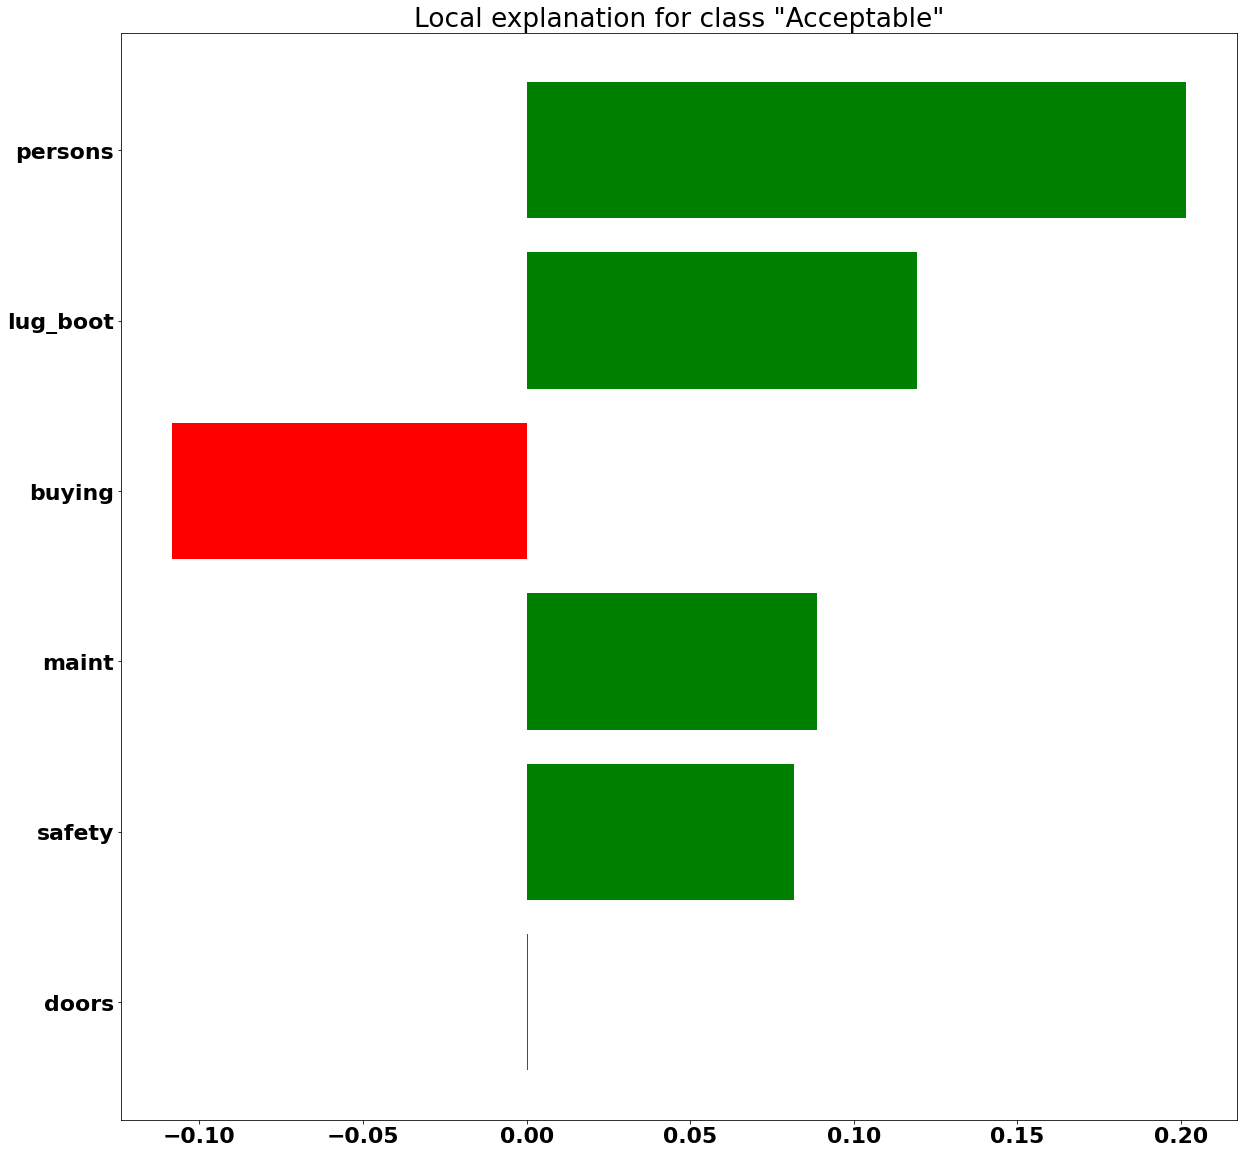 Local explanation for class "Acceptable"
persons
lug_boot
buying
maint
safety
doors
−0.10 −0.05 0.00 0.05 0.10 0.15 0.20